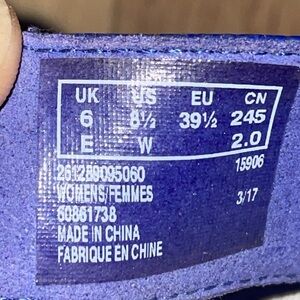 UK US EU CN
6 8½ 39½ 245
E W 2.0
261289095060 15906
WOMENS/FEMMES 3/17
60861738
MADE IN CHINA
FABRIQUE EN CHINE